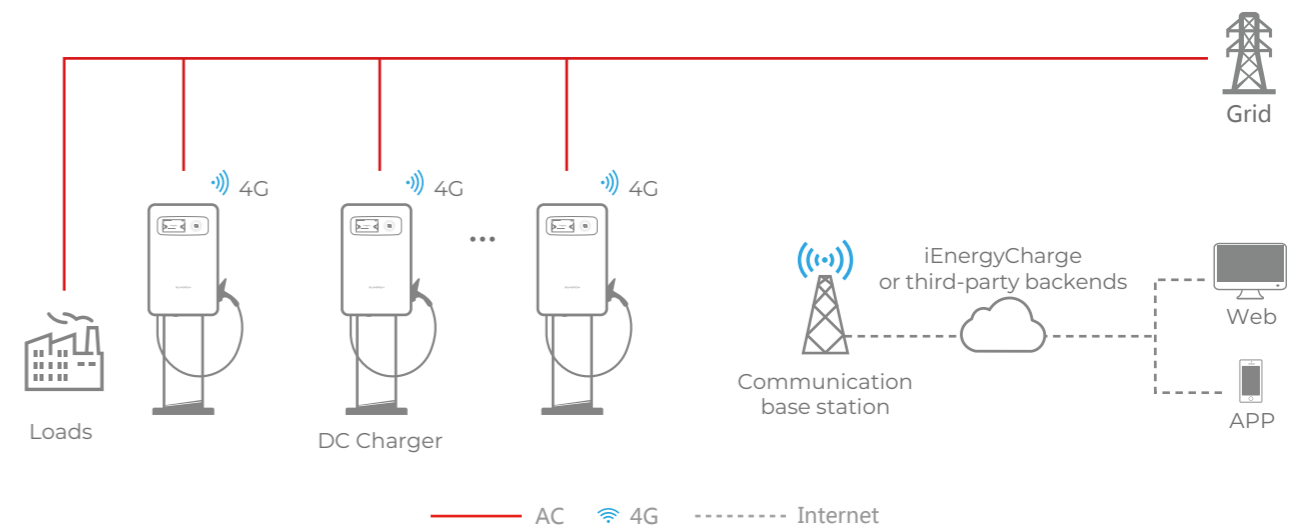 Grid
4G
4G
4G
...
iEnergyCharge
or third-party backends
Web
Communication
base station
APP
Loads
DC Charger
AC
4G
Internet